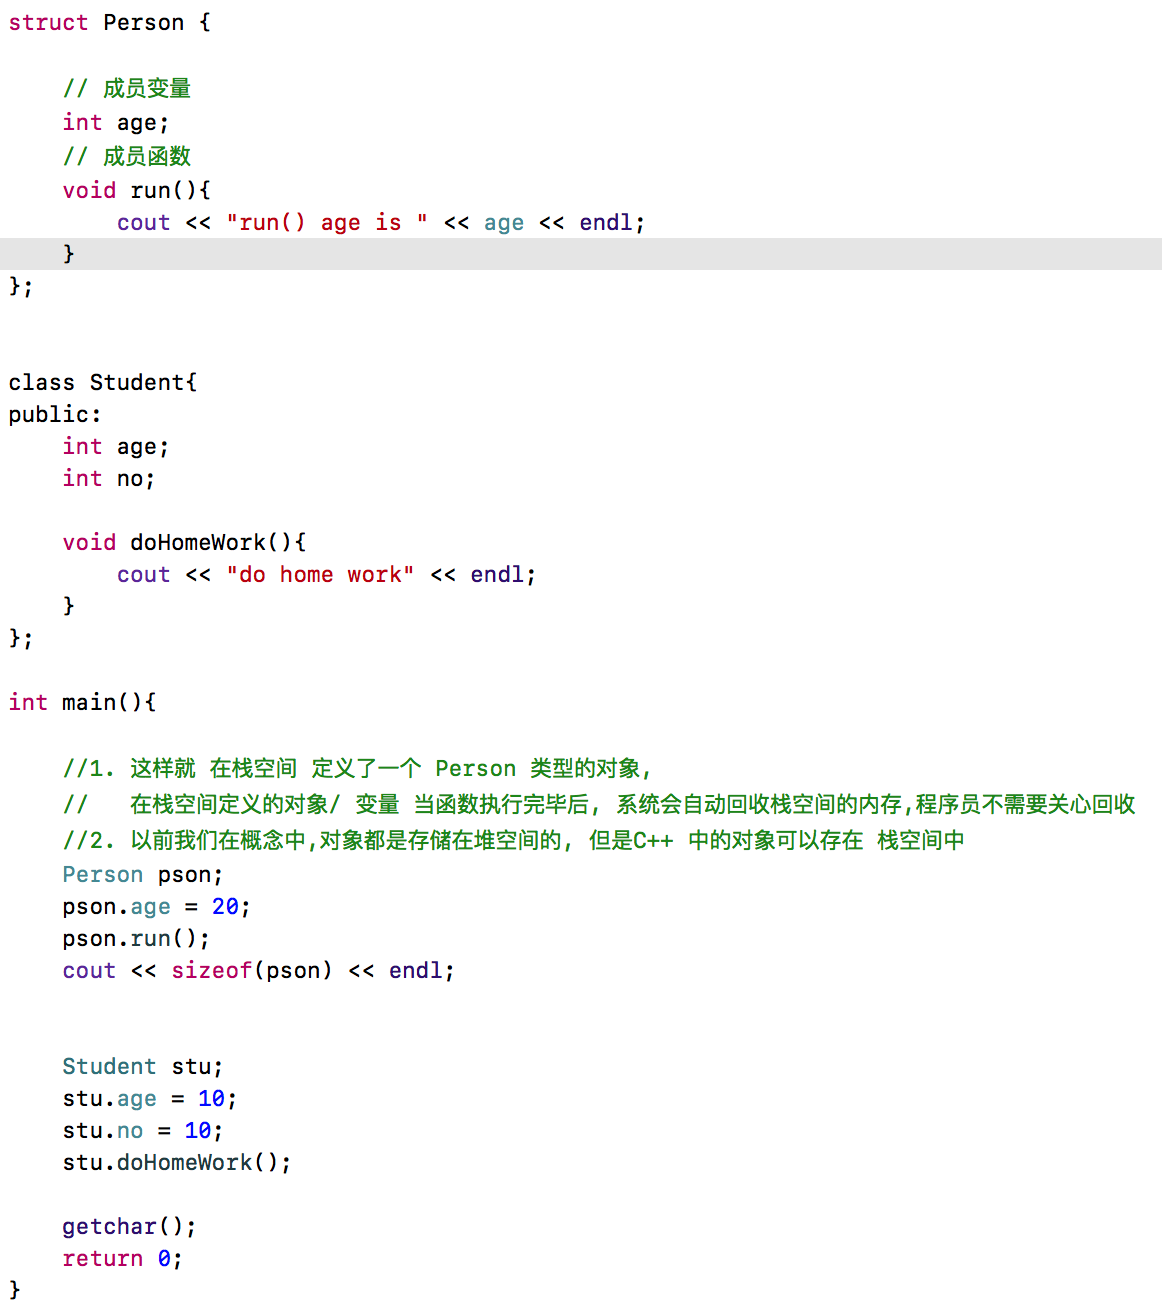 struct Person {
    // 成员变量
    int age;
    // 成员函数
    void run(){
        cout << "run() age is " << age << endl;
    }
};
class Student{
public:
    int age;
    int no;
    void doHomeWork(){
        cout << "do home work" << endl;
    }
};
int main(){
    //1. 这样就 在栈空间 定义了一个 Person 类型的对象,
    //   在栈空间定义的对象/ 变量 当函数执行完毕后, 系统会自动回收栈空间的内存,程序员不需要关心回收
    //2. 以前我们在概念中,对象都是存储在堆空间的, 但是C++ 中的对象可以存在 栈空间中
    Person pson;
    pson.age = 20;
    pson.run();
    cout << sizeof(pson) << endl;
    Student stu;
    stu.age = 10;
    stu.no = 10;
    stu.doHomeWork();
    getchar();
    return 0;
}